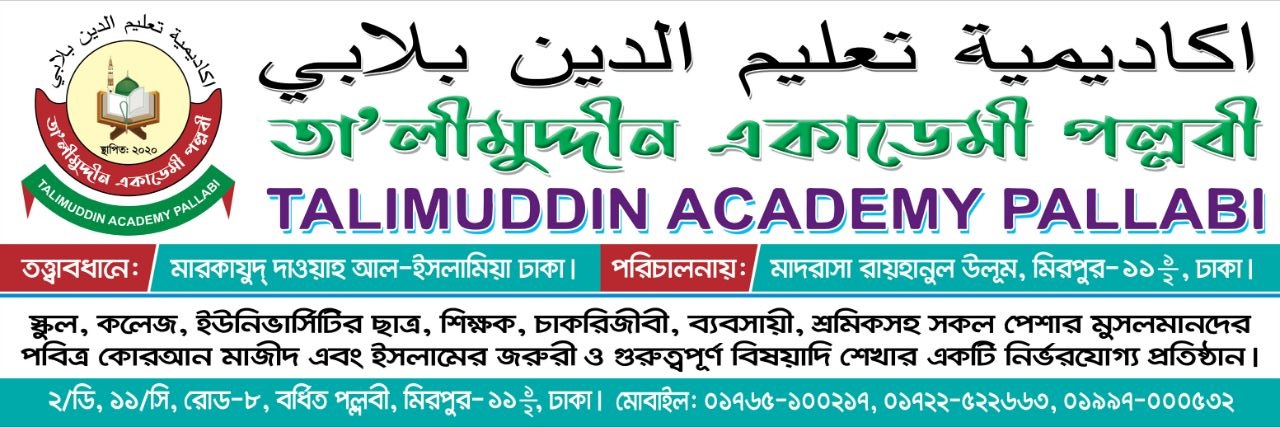 اكاديمية تعليم الدين بلابي
স্থাপিত: ২০২০
তা'লীমুদ্দীন একাডেমী পল্লবী
TALIMUDDIN ACADEMY PALLABI
اكاديمية تعليم الدين بلابي
তা'লীমুদ্দীন একাডেমী পল্লবী
TALIMUDDIN ACADEMY PALLABI
তত্ত্বাবধানে: মারকাযুদ্ দাওয়াহ আল-ইসলামিয়া ঢাকা। পরিচালনায়: মাদরাসা রায়হানুল উলূম, মিরপুর-১১ ১/২, ঢাকা।
স্কুল, কলেজ, ইউনিভার্সিটির ছাত্র, শিক্ষক, চাকরিজীবী, ব্যবসায়ী, শ্রমিকসহ সকল পেশার মুসলমানদের
পবিত্র কোরআন মাজীদ এবং ইসলামের জরুরী ও গুরুত্বপূর্ণ বিষয়াদি শেখার একটি নির্ভরযোগ্য প্রতিষ্ঠান।
২/ডি, ১১/সি, রোড-৮, বর্ধিত পল্লবী, মিরপুর-১১ ১/২, ঢাকা। মোবাইল: ০১৭৬৫-১০০২১৭, ০১৭২২-৫২২৬৬৩, ০১৯৯৭-০০০৫৩২